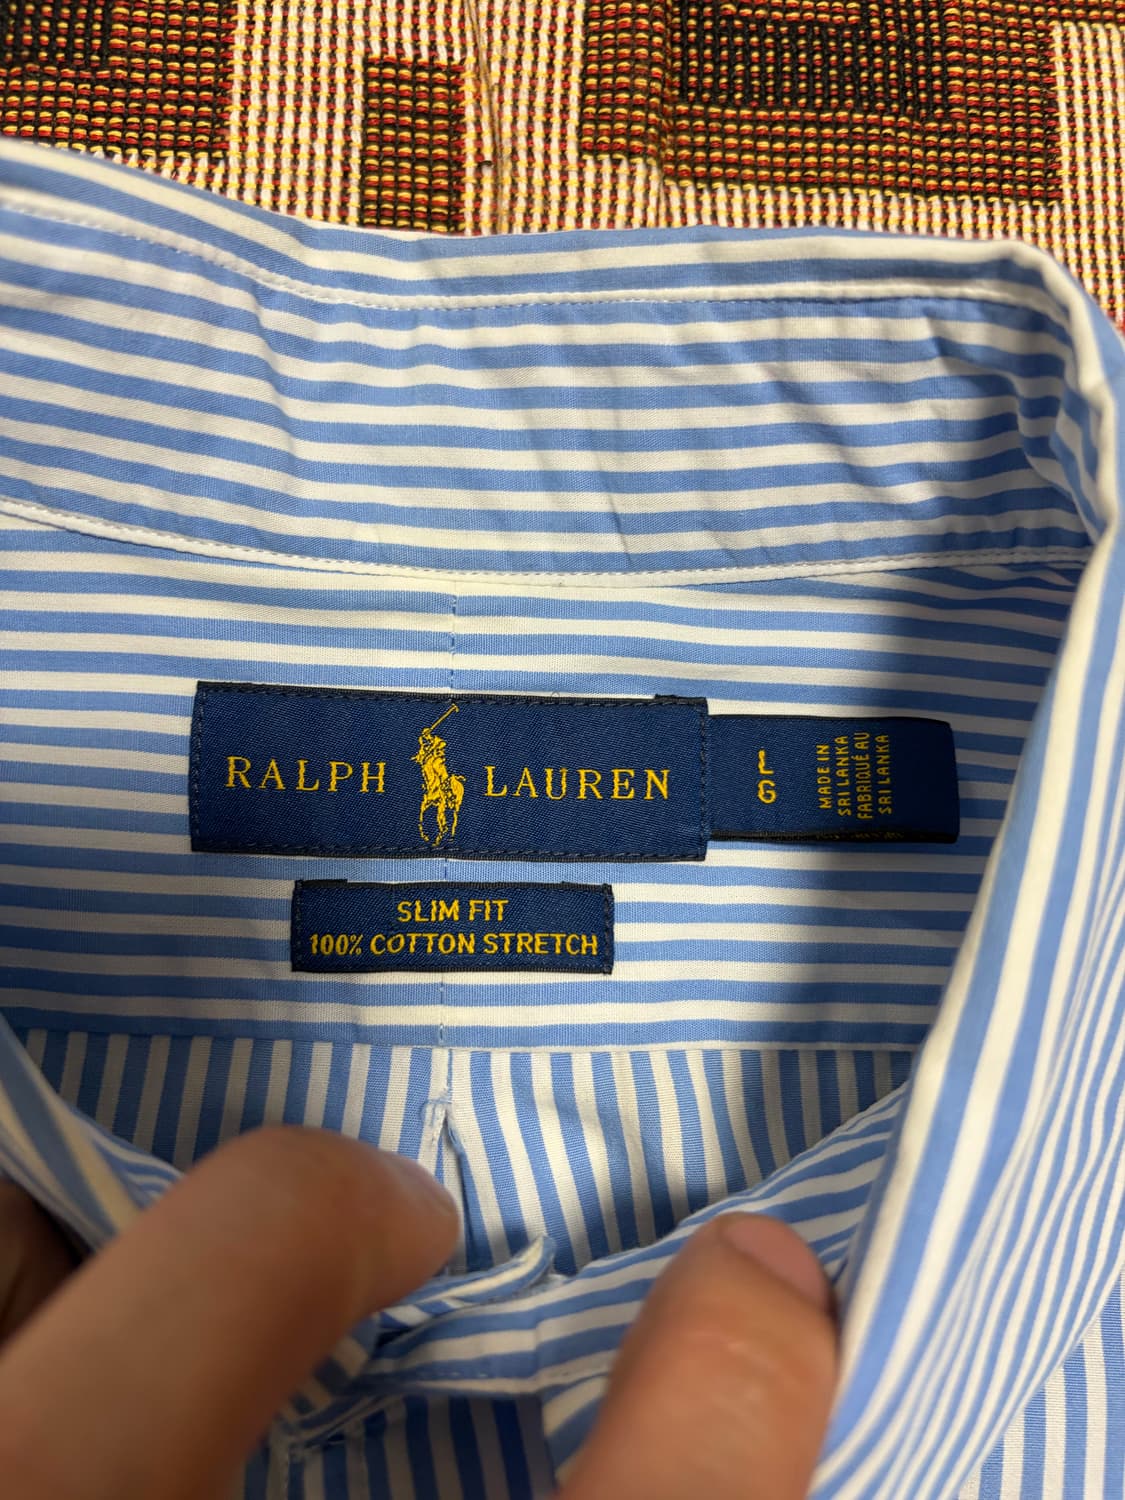 RALPH LAUREN
L
G
MADE IN
SRI LANKA
FABRIQUÉ AU
SRI LANKA
SLIM FIT
100% COTTON STRETCH